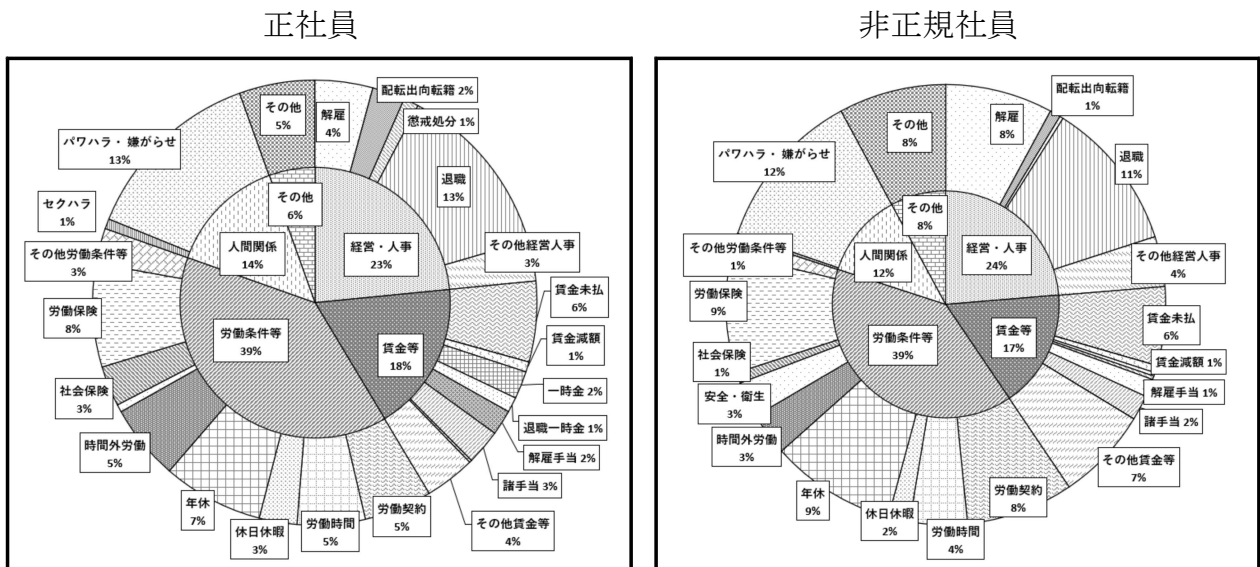 正社員
その他
5%
解雇
4%
配転出向転籍 2%
懲戒処分 1%
退職
13%
その他経営人事
3%
賃金未払
6%
賃金減額
1%
一時金 2%
退職一時金 1%
解雇手当 2%
諸手当 3%
その他賃金等
4%
労働契約
5%
労働時間
5%
休日休暇
3%
年休
7%
時間外労働
5%
社会保険
3%
労働保険
8%
その他労働条件等
3%
セクハラ
1%
パワハラ・嫌がらせ
13%
その他
6%
経営・人事
23%
賃金等
18%
労働条件等
39%
人間関係
14%
非正規社員
その他
8%
解雇
8%
配転出向転籍
1%
退職
11%
その他経営人事
4%
賃金未払
6%
賃金減額 1%
解雇手当 1%
諸手当 2%
その他賃金等
7%
労働契約
8%
労働時間
4%
休日休暇
2%
年休
9%
時間外労働
3%
安全・衛生
3%
社会保険
1%
労働保険
9%
その他労働条件等
1%
パワハラ・嫌がらせ
12%
その他
8%
経営・人事
24%
賃金等
17%
労働条件等
39%
人間関係
12%